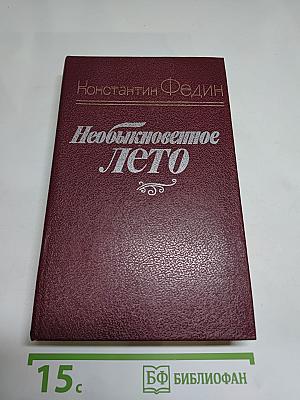 Константин Федин
Необыкновенное
лето
15с
БФ БИБЛИОФАН